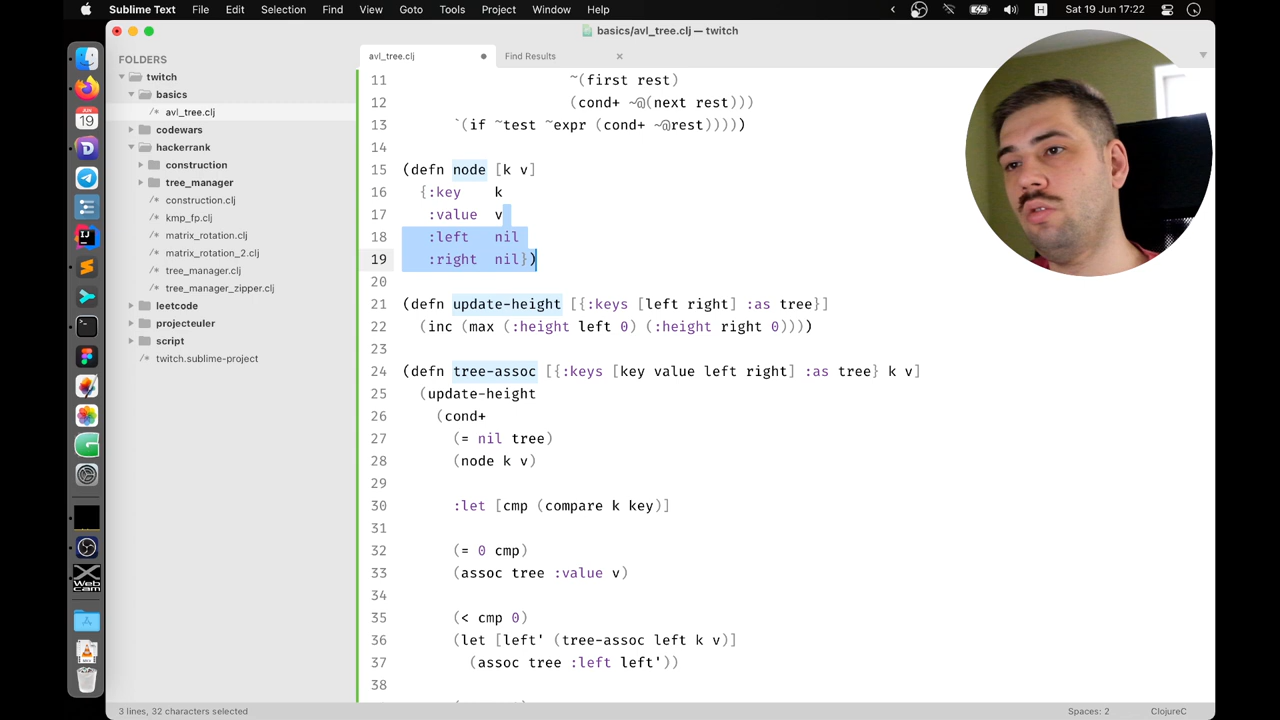 Sublime Text File Edit Selection Find View Goto Tools Project Window Help
H Sat 19 Jun 17:22
basics/avl_tree.clj — twitch
FOLDERS
twitch
basics
/* avl_tree.clj
codewars
hackerrank
construction
tree_manager
/* construction.clj
/* kmp_fp.clj
/* matrix_rotation.clj
/* matrix_rotation_2.clj
/* tree_manager.clj
/* tree_manager_zipper.clj
leetcode
projecteuler
script
/* twitch.sublime-project
JUN
19
IJ
Web
cam
avl_tree.clj
Find Results
11 ~(first rest)
12 (cond+ ~@(next rest)))
13 `(if ~test ~expr (cond+ ~@rest)))))
14
15 (defn node [k v]
16 {:key k
17 :value v
18 :left nil
19 :right nil})
20
21 (defn update-height [{:keys [left right] :as tree}]
22 (inc (max (:height left 0) (:height right 0))))
23
24 (defn tree-assoc [{:keys [key value left right] :as tree} k v]
25 (update-height
26 (cond+
27 (= nil tree)
28 (node k v)
29
30 :let [cmp (compare k key)]
31
32 (= 0 cmp)
33 (assoc tree :value v)
34
35 (< cmp 0)
36 (let [left' (tree-assoc left k v)]
37 (assoc tree :left left'))
38
3 lines, 32 characters selected
Spaces: 2
ClojureC